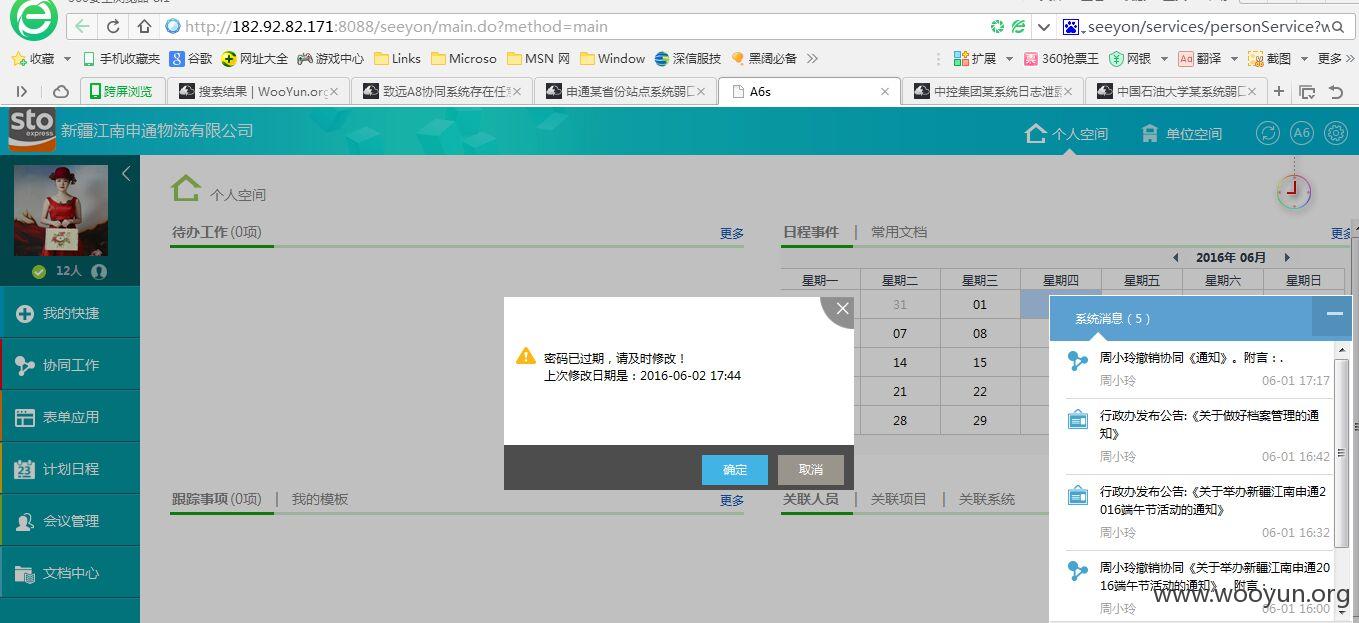 http://182.92.82.171:8088/seeyon/main.do?method=main
seeyon/services/personService?w
收藏 手机收藏夹 谷歌 网址大全 游戏中心 Links Microso MSN 网 Window 深信服技 黑阔必备
扩展 360抢票王 网银 翻译 截图 更多
跨屏浏览 搜索结果 | WooYun.org 致远A8协同系统存在任 申通某省份站点系统弱口 A6s 中控集团某系统日志泄露 中国石油大学某系统弱口
sto express 新疆江南申通物流有限公司
个人空间 单位空间 A6
12人
我的快捷
协同工作
表单应用
23 计划日程
会议管理
文档中心
个人空间
待办工作(0项) 更多
日程事件 | 常用文档 更多
2016年 06月
星期一 星期二 星期三 星期四 星期五 星期六 星期日
31 01
07 08
14 15
21 22
28 29
密码已过期，请及时修改！
上次修改日期是：2016-06-02 17:44
确定 取消
跟踪事项(0项) | 我的模板 更多
关联人员 | 关联项目 | 关联系统
系统消息（5）
周小玲撤销协同《通知》。附言：.
周小玲 06-01 17:17
行政办发布公告:《关于做好档案管理的通
知》
周小玲 06-01 16:42
行政办发布公告:《关于举办新疆江南申通2
016端午节活动的通知》
周小玲 06-01 16:32
周小玲撤销协同《关于举办新疆江南申通20
16端午节活动的通知》。附言：
周小玲 06-01 16:00
www.wooyun.org